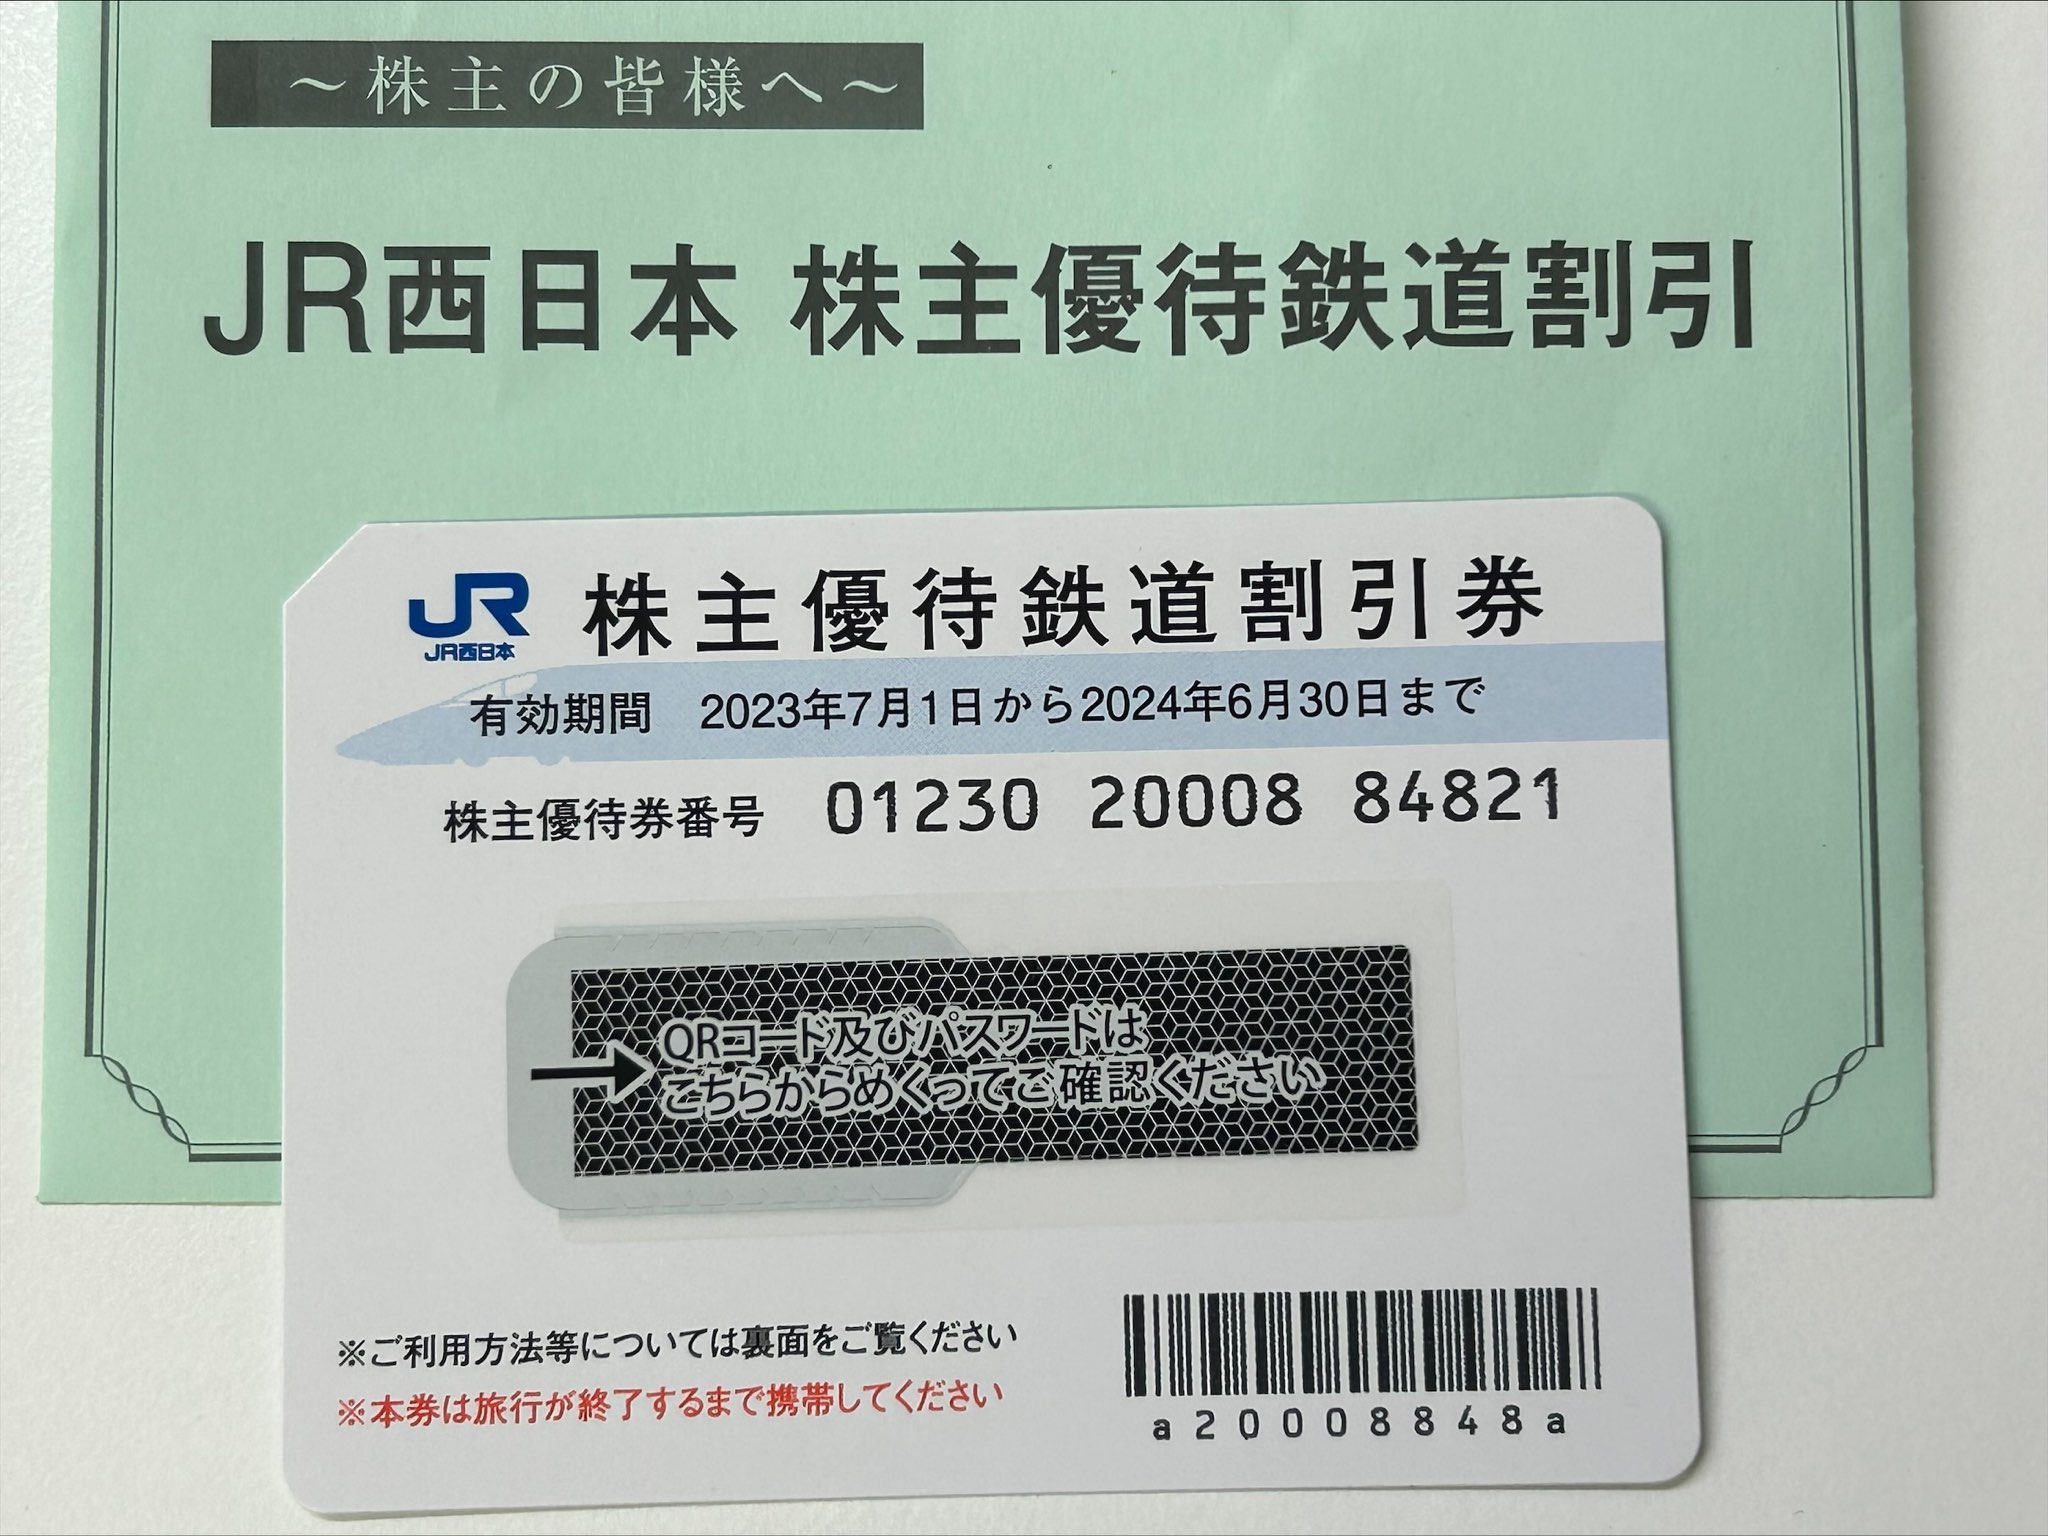 ～株主の皆様へ～
JR西日本 株主優待鉄道割引
JR 株主優待鉄道割引券
JR西日本
有効期間 2023年7月1日から2024年6月30日まで
株主優待券番号 01230 20008 84821
QRコード及びパスワードは
こちらからめくってご確認ください
※ご利用方法等については裏面をご覧ください
※本券は旅行が終了するまで携帯してください
a20008848a